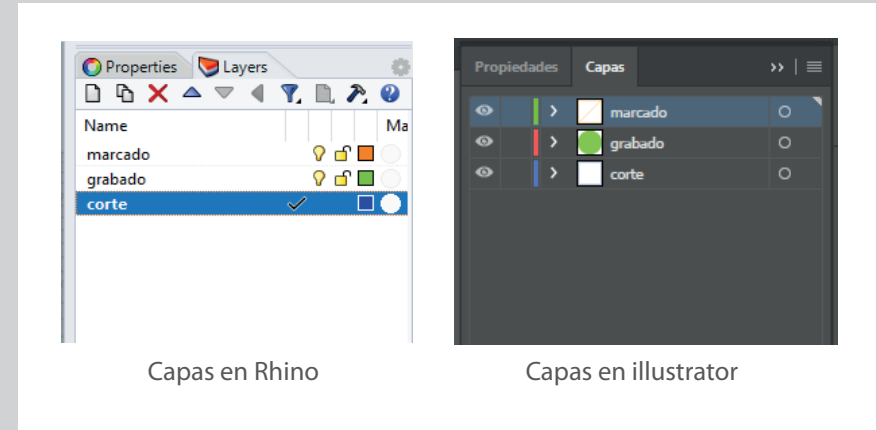 Properties Layers
Name Ma
marcado
grabado
corte
Capas en Rhino
Propiedades Capas
marcado
grabado
corte
Capas en illustrator